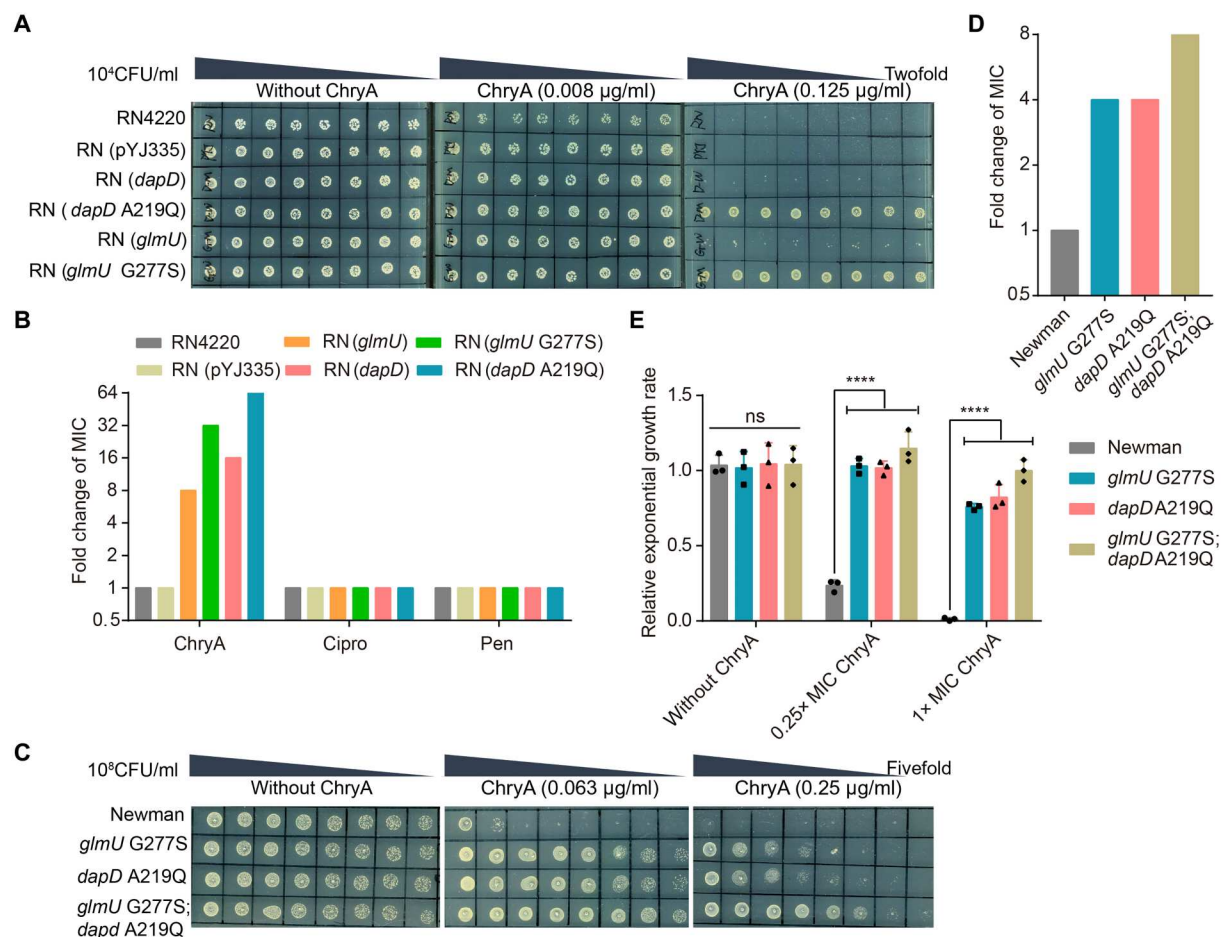 A
10⁴CFU/ml
Twofold
Without ChryA
ChryA (0.008 µg/ml)
ChryA (0.125 µg/ml)
RN4220
RN (pYJ335)
RN (dapD)
RN (dapD A219Q)
RN (glmU)
RN (glmU G277S)
B
RN4220
RN (glmU)
RN (glmU G277S)
RN (pYJ335)
RN (dapD)
RN (dapD A219Q)
Fold change of MIC
64
32
16
8
4
2
1
0.5
ChryA
Cipro
Pen
C
10⁸CFU/ml
Fivefold
Without ChryA
ChryA (0.063 µg/ml)
ChryA (0.25 µg/ml)
Newman
glmU G277S
dapD A219Q
glmU G277S;
dapd A219Q
D
Fold change of MIC
8
4
2
1
0.5
Newman
glmU G277S
dapD A219Q
glmU G277S;
dapD A219Q
E
Relative exponential growth rate
1.5
1.0
0.5
0.0
ns
****
****
Without ChryA
0.25× MIC ChryA
1× MIC ChryA
Newman
glmU G277S
dapD A219Q
glmU G277S;
dapD A219Q